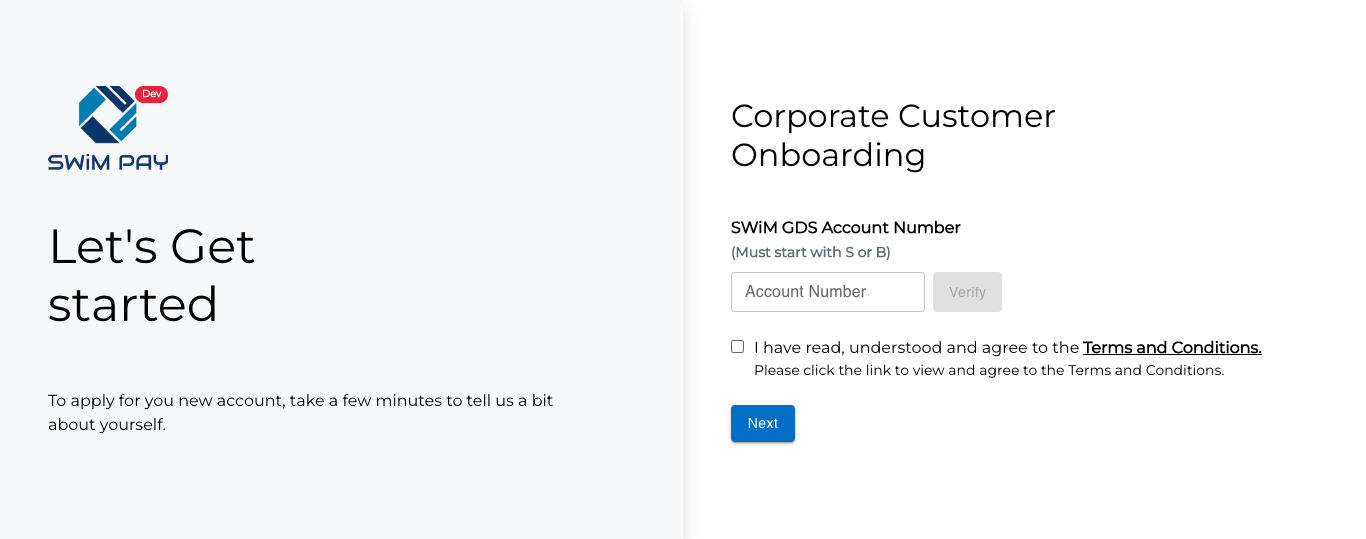 Dev
SWiM PAY
Let's Get
started
To apply for you new account, take a few minutes to tell us a bit
about yourself.
Corporate Customer
Onboarding
SWiM GDS Account Number
(Must start with S or B)
Account Number
Verify
I have read, understood and agree to the Terms and Conditions.
Please click the link to view and agree to the Terms and Conditions.
Next